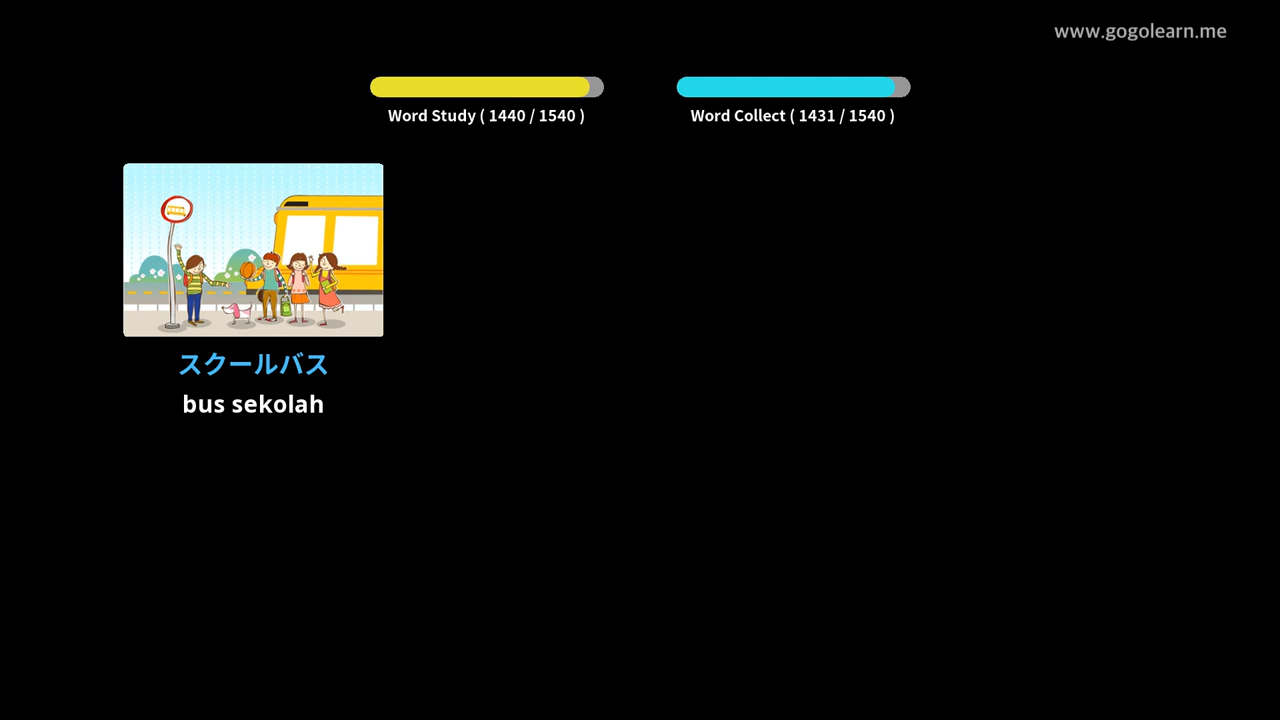 www.gogolearn.me
Word Study ( 1440 / 1540 )
Word Collect ( 1431 / 1540 )
スクールバス
bus sekolah